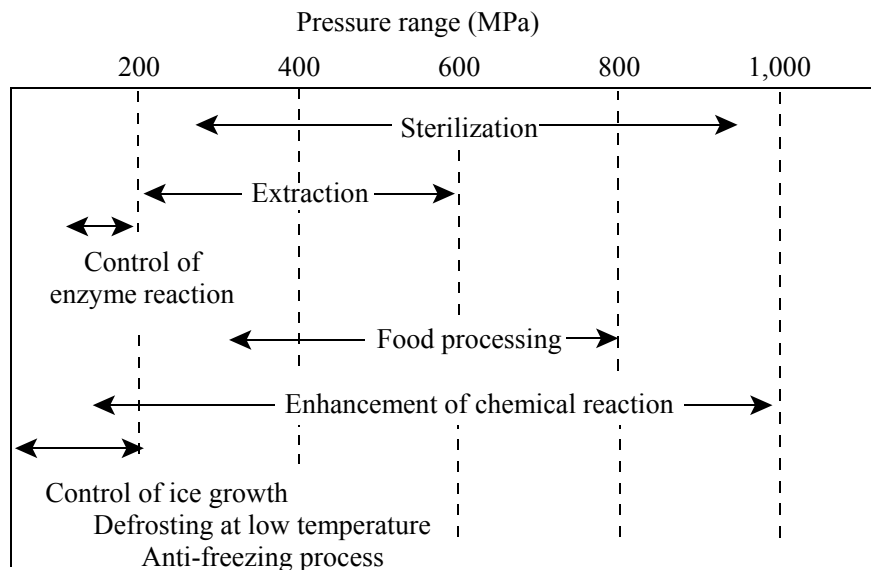 Pressure range (MPa)
200 400 600 800 1,000
Sterilization
Extraction
Control of
enzyme reaction
Food processing
Enhancement of chemical reaction
Control of ice growth
Defrosting at low temperature
Anti-freezing process